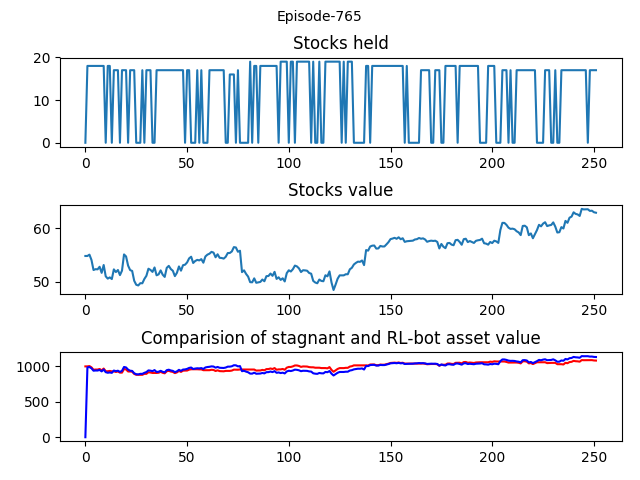 Episode-765
Stocks held
20
10
0
0 50 100 150 200 250
Stocks value
60
50
0 50 100 150 200 250
Comparision of stagnant and RL-bot asset value
1000
500
0
0 50 100 150 200 250